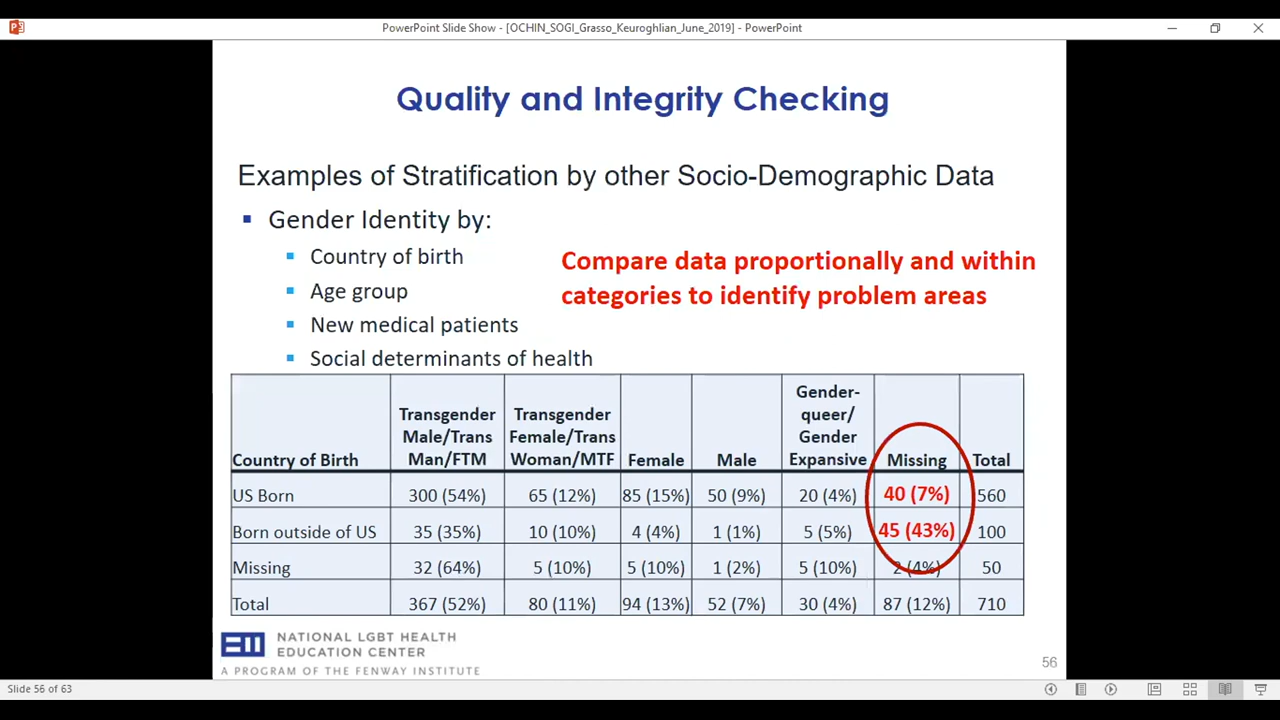 PowerPoint Slide Show - [OCHIN_SOGI_Grasso_Keuroghlian_June_2019] - PowerPoint
Quality and Integrity Checking
Examples of Stratification by other Socio-Demographic Data
Gender Identity by:
Country of birth
Age group
New medical patients
Social determinants of health
Compare data proportionally and within
categories to identify problem areas
Country of Birth | Transgender Male/Trans Man/FTM | Transgender Female/Trans Woman/MTF | Female | Male | Gender-queer/ Gender Expansive | Missing | Total
US Born | 300 (54%) | 65 (12%) | 85 (15%) | 50 (9%) | 20 (4%) | 40 (7%) | 560
Born outside of US | 35 (35%) | 10 (10%) | 4 (4%) | 1 (1%) | 5 (5%) | 45 (43%) | 100
Missing | 32 (64%) | 5 (10%) | 5 (10%) | 1 (2%) | 5 (10%) | 2 (4%) | 50
Total | 367 (52%) | 80 (11%) | 94 (13%) | 52 (7%) | 30 (4%) | 87 (12%) | 710
NATIONAL LGBT HEALTH
EDUCATION CENTER
A PROGRAM OF THE FENWAY INSTITUTE
56
Slide 56 of 63